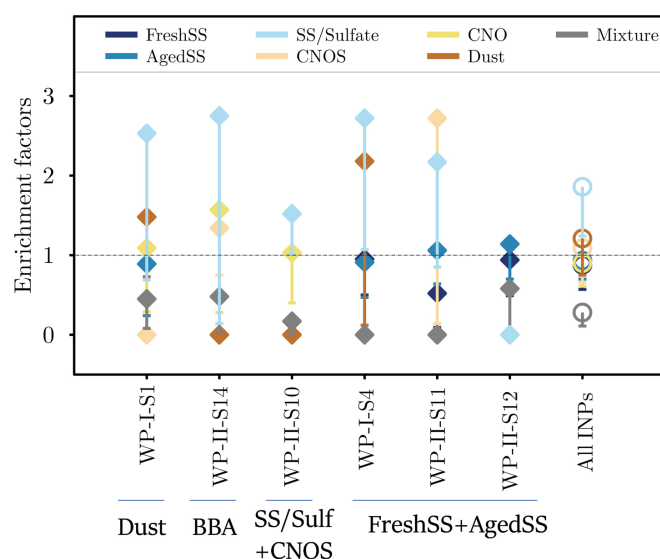 FreshSS SS/Sulfate CNO Mixture
AgedSS CNOS Dust
Enrichment factors
3
2
1
0
WP-I-S1
WP-II-S14
WP-II-S10
WP-I-S4
WP-II-S11
WP-II-S12
All INPs
Dust BBA SS/Sulf FreshSS+AgedSS
+CNOS